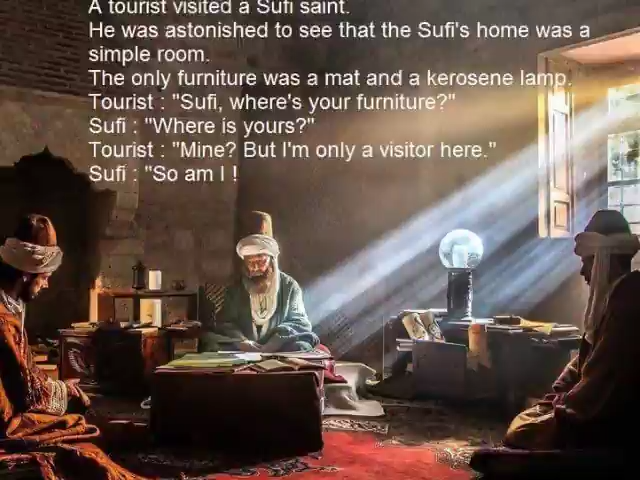 A tourist visited a Sufi saint.
He was astonished to see that the Sufi's home was a
simple room.
The only furniture was a mat and a kerosene lamp.
Tourist : "Sufi, where's your furniture?"
Sufi : "Where is yours?"
Tourist : "Mine? But I'm only a visitor here."
Sufi : "So am I !